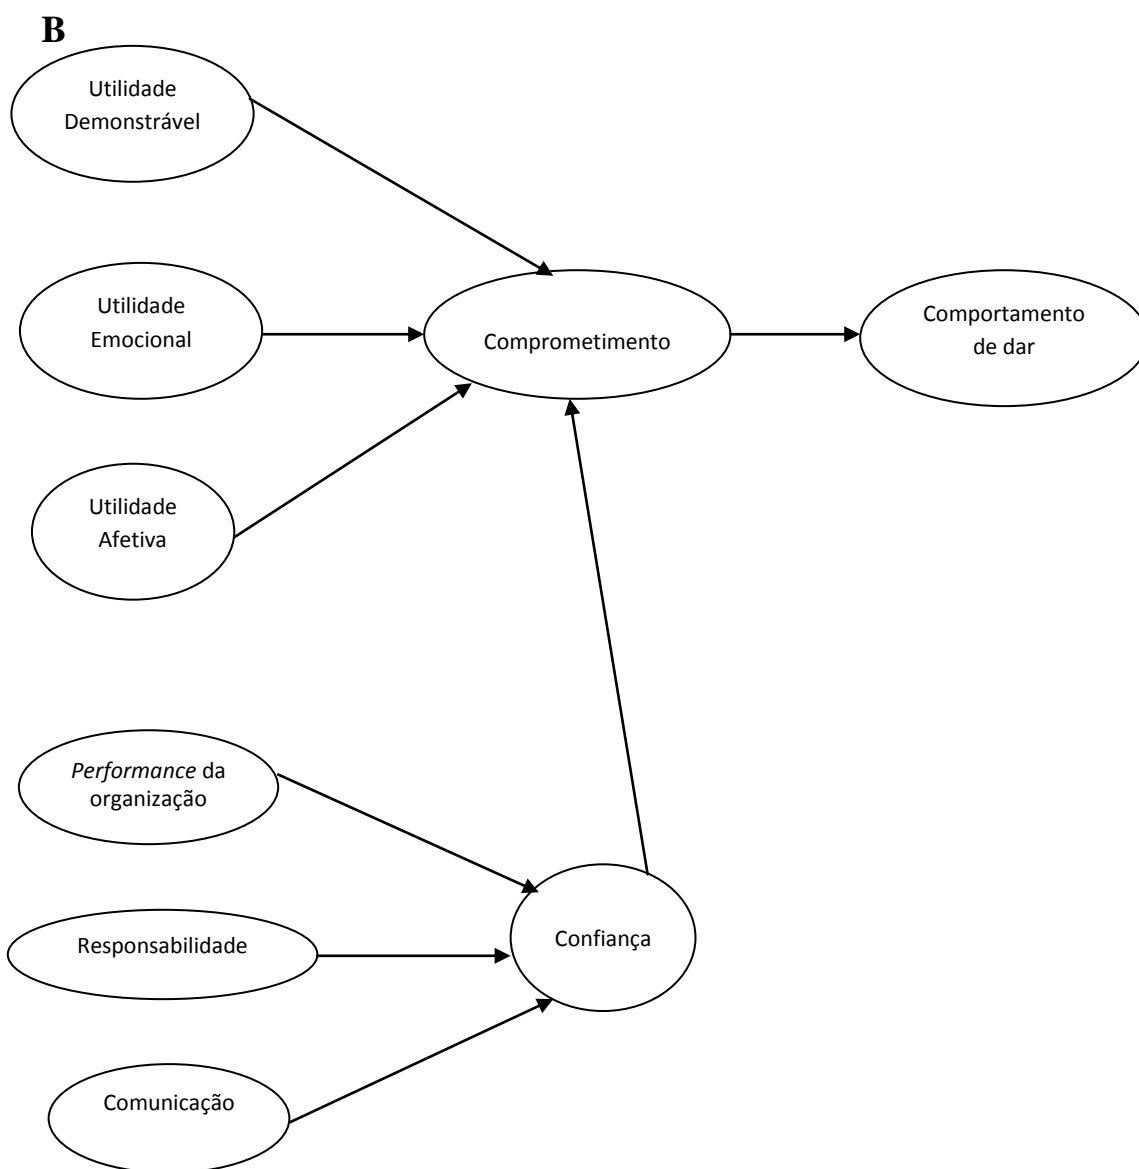 B
Utilidade
Demonstrável
Utilidade
Emocional
Comprometimento
Comportamento
de dar
Utilidade
Afetiva
Performance da
organização
Responsabilidade
Confiança
Comunicação